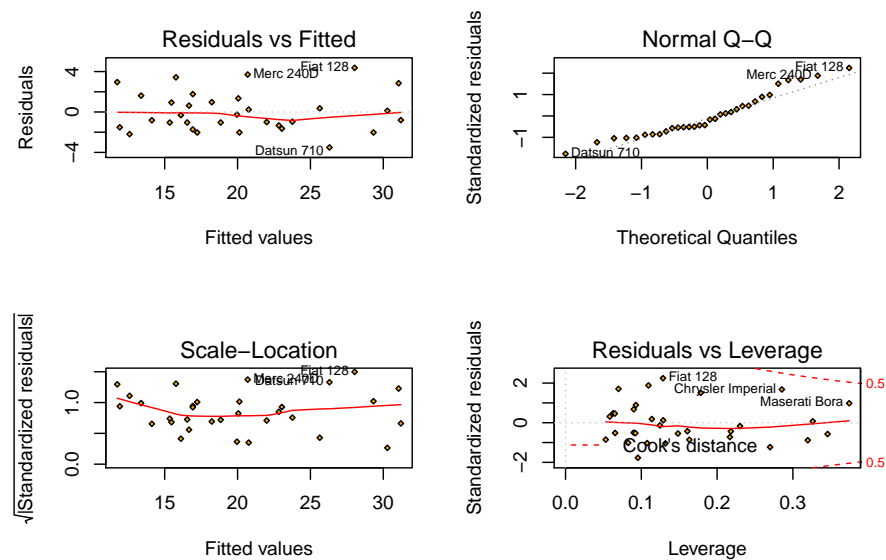 Residuals vs Fitted
Residuals
4
0
−4
Fiat 128
Merc 240D
Datsun 710
15 20 25 30
Fitted values
Normal Q−Q
Standardized residuals
1
−1
Fiat 128
Merc 240D
Datsun 710
−2 −1 0 1 2
Theoretical Quantiles
Scale−Location
√|Standardized residuals|
1.0
0.0
Fiat 128
Merc 240D
Datsun 710
15 20 25 30
Fitted values
Residuals vs Leverage
Standardized residuals
2
0
−2
Fiat 128
Chrysler Imperial
Maserati Bora
0.5
0.5
Cook's distance
0.0 0.1 0.2 0.3
Leverage